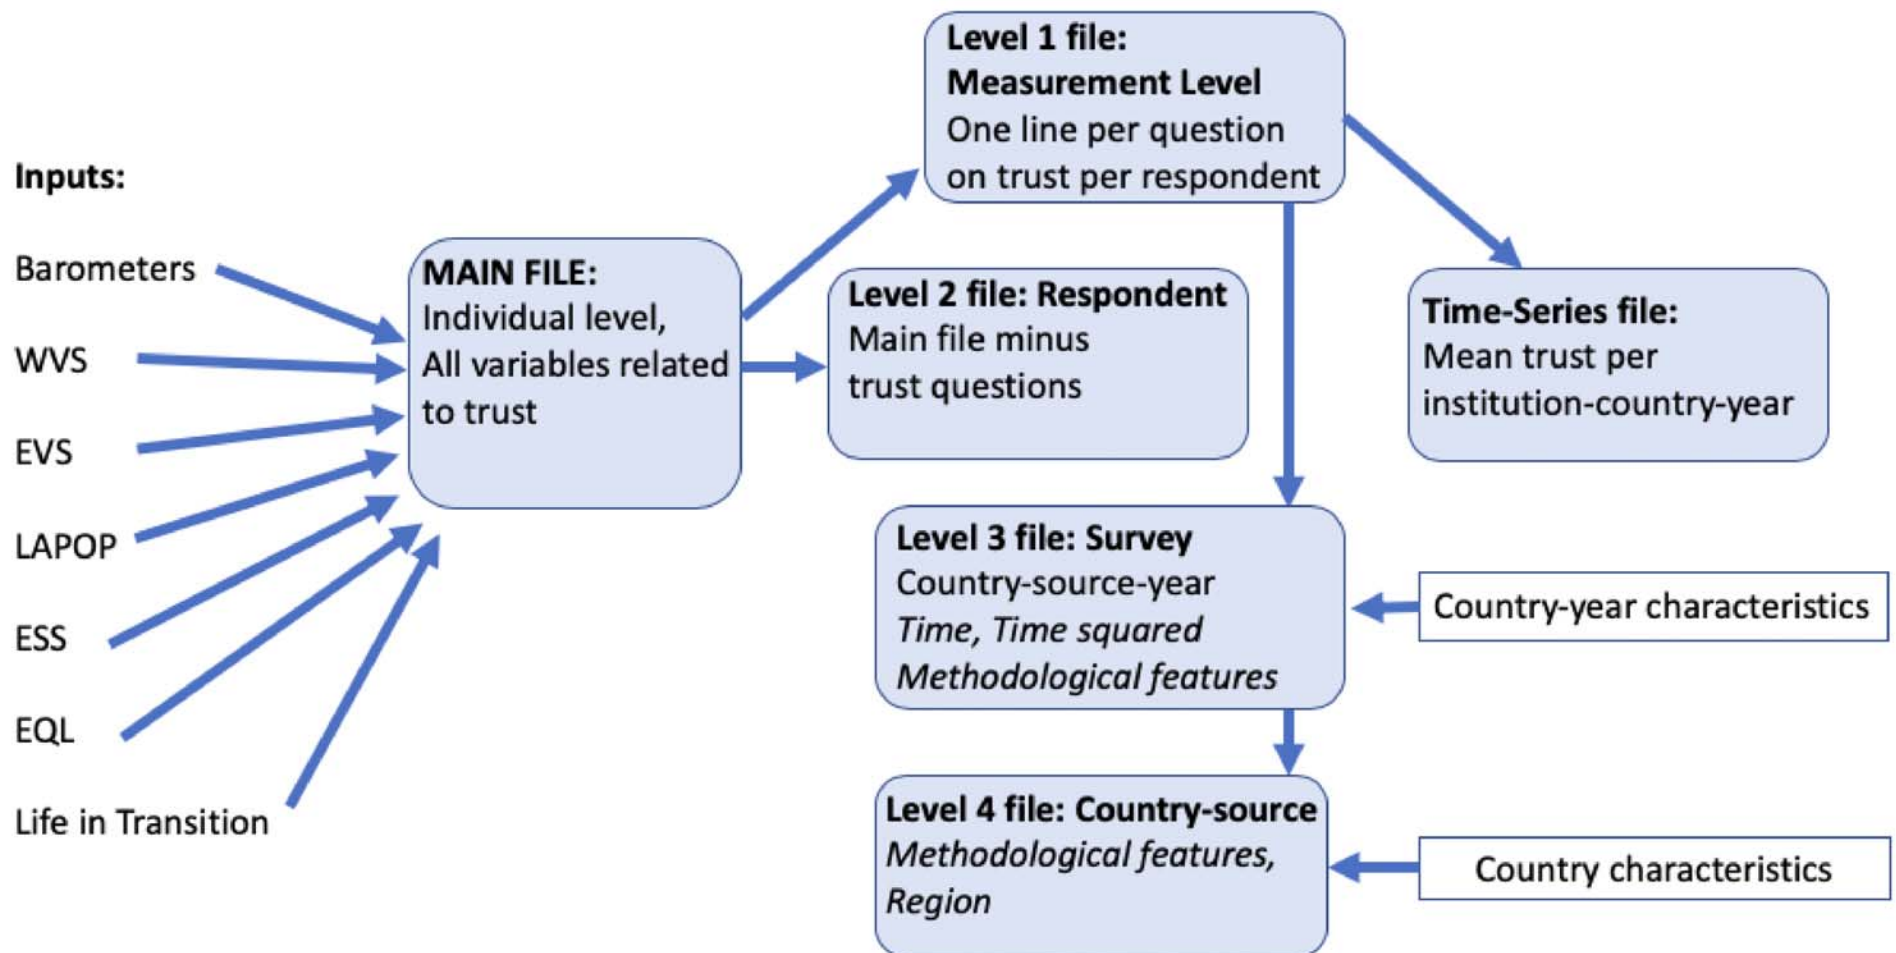 Inputs:
Barometers
WVS
EVS
LAPOP
ESS
EQL
Life in Transition
MAIN FILE:
Individual level,
All variables related
to trust
Level 1 file:
Measurement Level
One line per question
on trust per respondent
Level 2 file: Respondent
Main file minus
trust questions
Time-Series file:
Mean trust per
institution-country-year
Level 3 file: Survey
Country-source-year
Time, Time squared
Methodological features
Country-year characteristics
Level 4 file: Country-source
Methodological features,
Region
Country characteristics